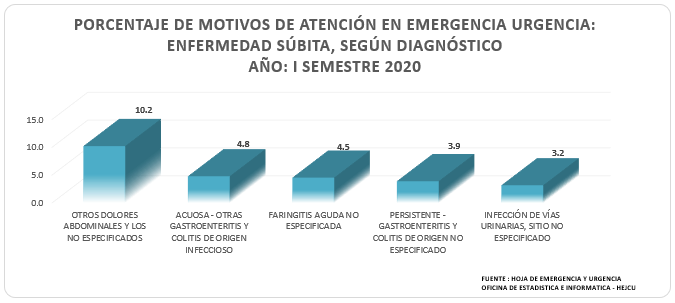 PORCENTAJE DE MOTIVOS DE ATENCIÓN EN EMERGENCIA URGENCIA:
ENFERMEDAD SÚBITA, SEGÚN DIAGNÓSTICO
AÑO: I SEMESTRE 2020
15.0
10.0
5.0
0.0
10.2
4.8
4.5
3.9
3.2
OTROS DOLORES
ABDOMINALES Y LOS
NO ESPECIFICADOS
ACUOSA - OTRAS
GASTROENTERITIS Y
COLITIS DE ORIGEN
INFECCIOSO
FARINGITIS AGUDA NO
ESPECIFICADA
PERSISTENTE -
GASTROENTERITIS Y
COLITIS DE ORIGEN NO
ESPECIFICADO
INFECCIÓN DE VÍAS
URINARIAS, SITIO NO
ESPECIFICADO
FUENTE : HOJA DE EMERGENCIA Y URGENCIA
OFICINA DE ESTADISTICA E INFORMATICA - HEJCU